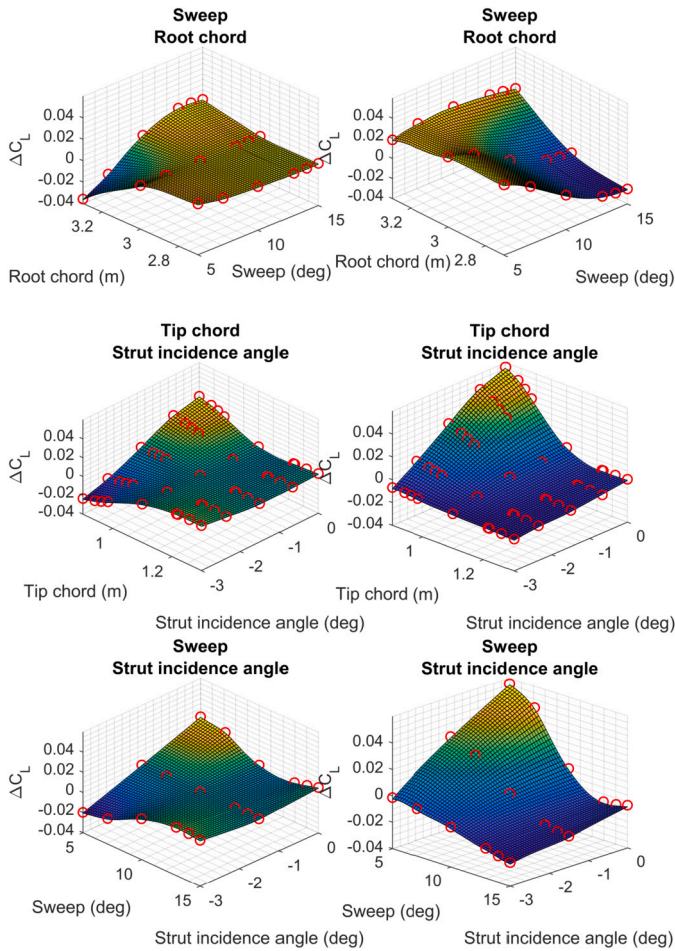 Sweep
Root chord
ΔC_L
0.04
0.02
0
-0.02
-0.04
3.2
3
2.8
Root chord (m)
5
10
15
Sweep (deg)
Sweep
Root chord
ΔC_L
0.04
0.02
0
-0.02
-0.04
3.2
3
2.8
Root chord (m)
5
10
15
Sweep (deg)
Tip chord
Strut incidence angle
ΔC_L
0.04
0.02
0
-0.02
-0.04
1
1.2
Tip chord (m)
-3
-2
-1
0
Strut incidence angle (deg)
Tip chord
Strut incidence angle
ΔC_L
0.04
0.02
0
-0.02
-0.04
1
1.2
Tip chord (m)
-3
-2
-1
0
Strut incidence angle (deg)
Sweep
Strut incidence angle
ΔC_L
0.04
0.02
0
-0.02
-0.04
5
10
15
Sweep (deg)
-3
-2
-1
0
Strut incidence angle (deg)
Sweep
Strut incidence angle
ΔC_L
0.04
0.02
0
-0.02
-0.04
5
10
15
Sweep (deg)
-3
-2
-1
0
Strut incidence angle (deg)